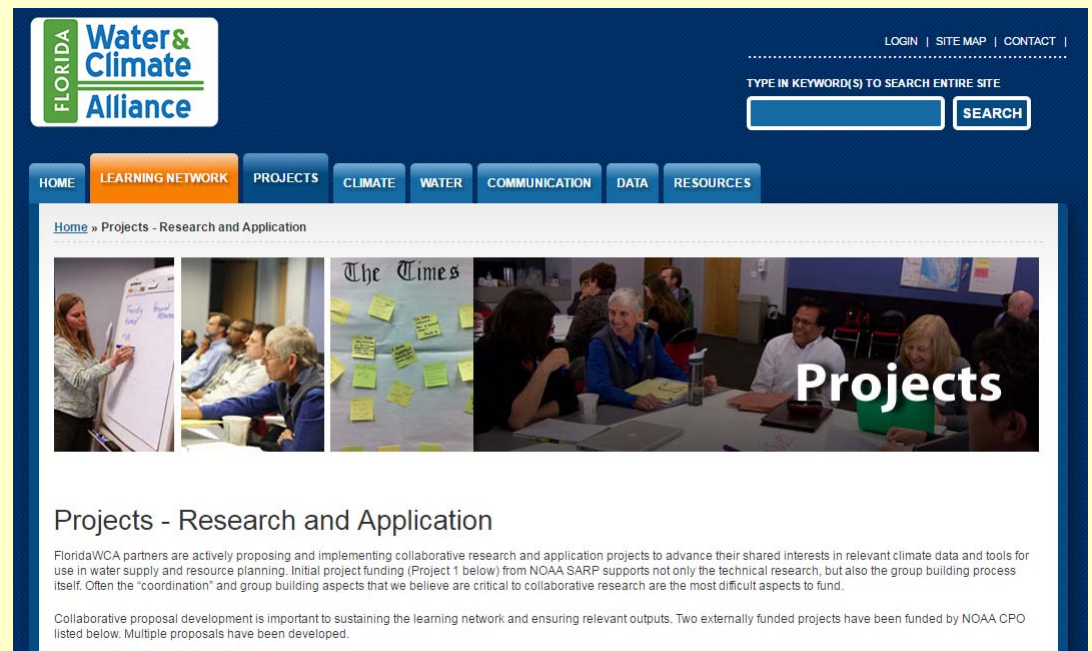 FLORIDA
Water&
Climate
Alliance
LOGIN | SITE MAP | CONTACT |
TYPE IN KEYWORD(S) TO SEARCH ENTIRE SITE
SEARCH
HOME LEARNING NETWORK PROJECTS CLIMATE WATER COMMUNICATION DATA RESOURCES
Home » Projects - Research and Application
The Times
Projects
Projects - Research and Application
FloridaWCA partners are actively proposing and implementing collaborative research and application projects to advance their shared interests in relevant climate data and tools for
use in water supply and resource planning. Initial project funding (Project 1 below) from NOAA SARP supports not only the technical research, but also the group building process
itself. Often the “coordination” and group building aspects that we believe are critical to collaborative research are the most difficult aspects to fund.
Collaborative proposal development is important to sustaining the learning network and ensuring relevant outputs. Two externally funded projects have been funded by NOAA CPO
listed below. Multiple proposals have been developed.